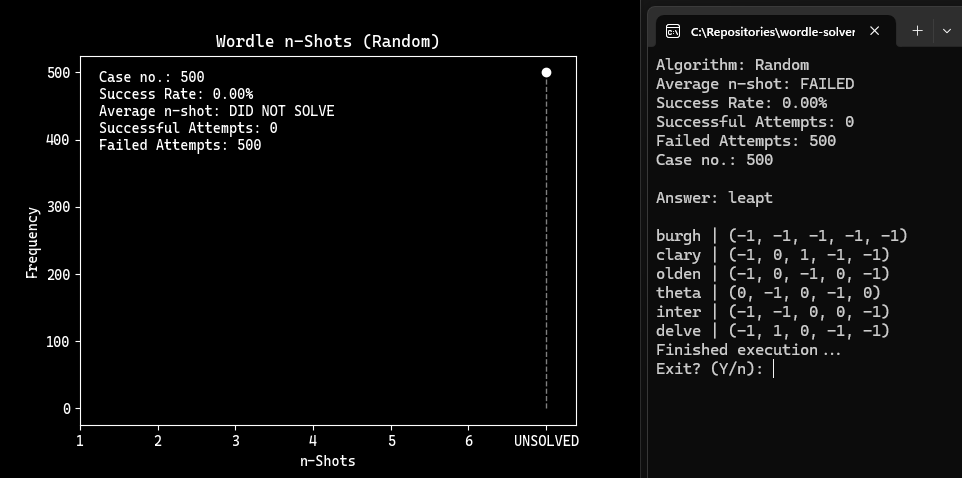 Wordle n-Shots (Random)
Case no.: 500
Success Rate: 0.00%
Average n-shot: DID NOT SOLVE
Successful Attempts: 0
Failed Attempts: 500
500
400
300
200
100
0
Frequency
1 2 3 4 5 6 UNSOLVED
n-Shots
C:\Repositories\wordle-solver
Algorithm: Random
Average n-shot: FAILED
Success Rate: 0.00%
Successful Attempts: 0
Failed Attempts: 500
Case no.: 500
Answer: leapt
burgh | (-1, -1, -1, -1, -1)
clary | (-1, 0, 1, -1, -1)
olden | (-1, 0, -1, 0, -1)
theta | (0, -1, 0, -1, 0)
inter | (-1, -1, 0, 0, -1)
delve | (-1, 1, 0, -1, -1)
Finished execution...
Exit? (Y/n):